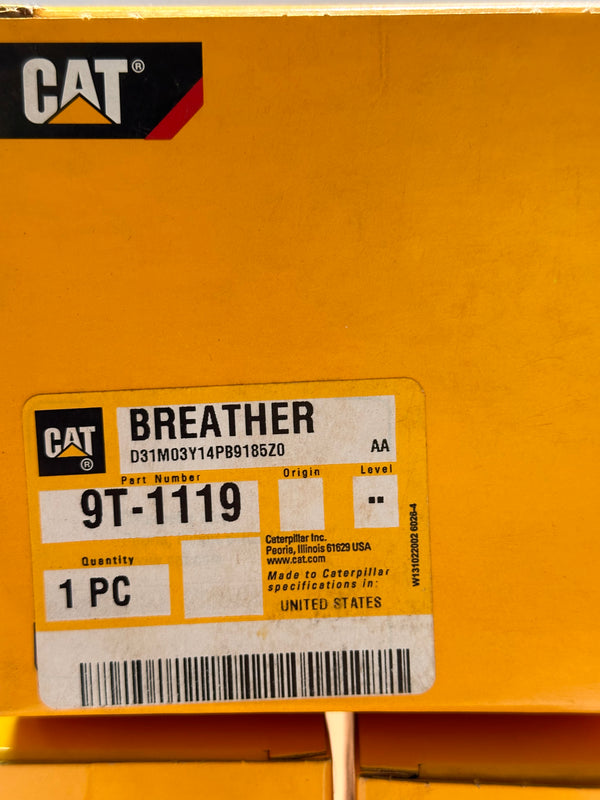 CAT®
CAT®
BREATHER
D31M03Y14PB9185Z0 AA
Part Number Origin Level
9T-1119 ""
Quantity
1 PC
Caterpillar Inc.
Peoria, Illinois 61629 USA
www.cat.com
Made to Caterpillar
specifications in:
UNITED STATES
W131022002 6026-4